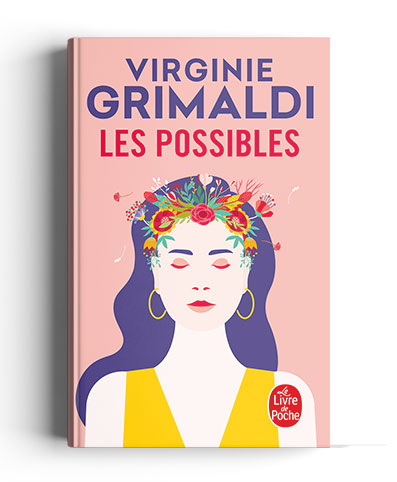 VIRGINIE
GRIMALDI
LES POSSIBLES
Le
Livre
de
Poche